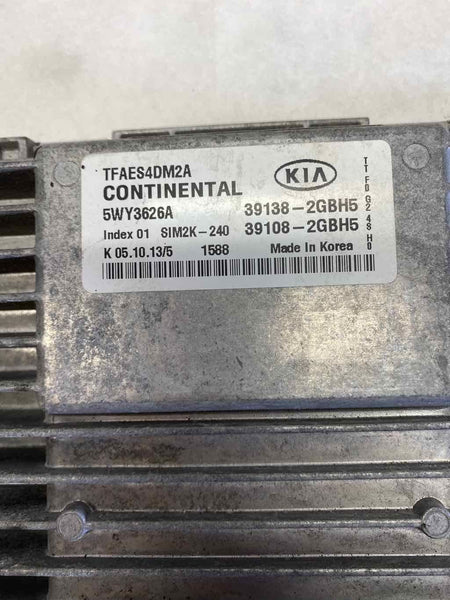 TFAES4DM2A
CONTINENTAL
KIA
5WY3626A 39138-2GBH5
Index 01 SIM2K-240 39108-2GBH5
K 05.10.13/5 1588 Made In Korea
TTF0G248H0